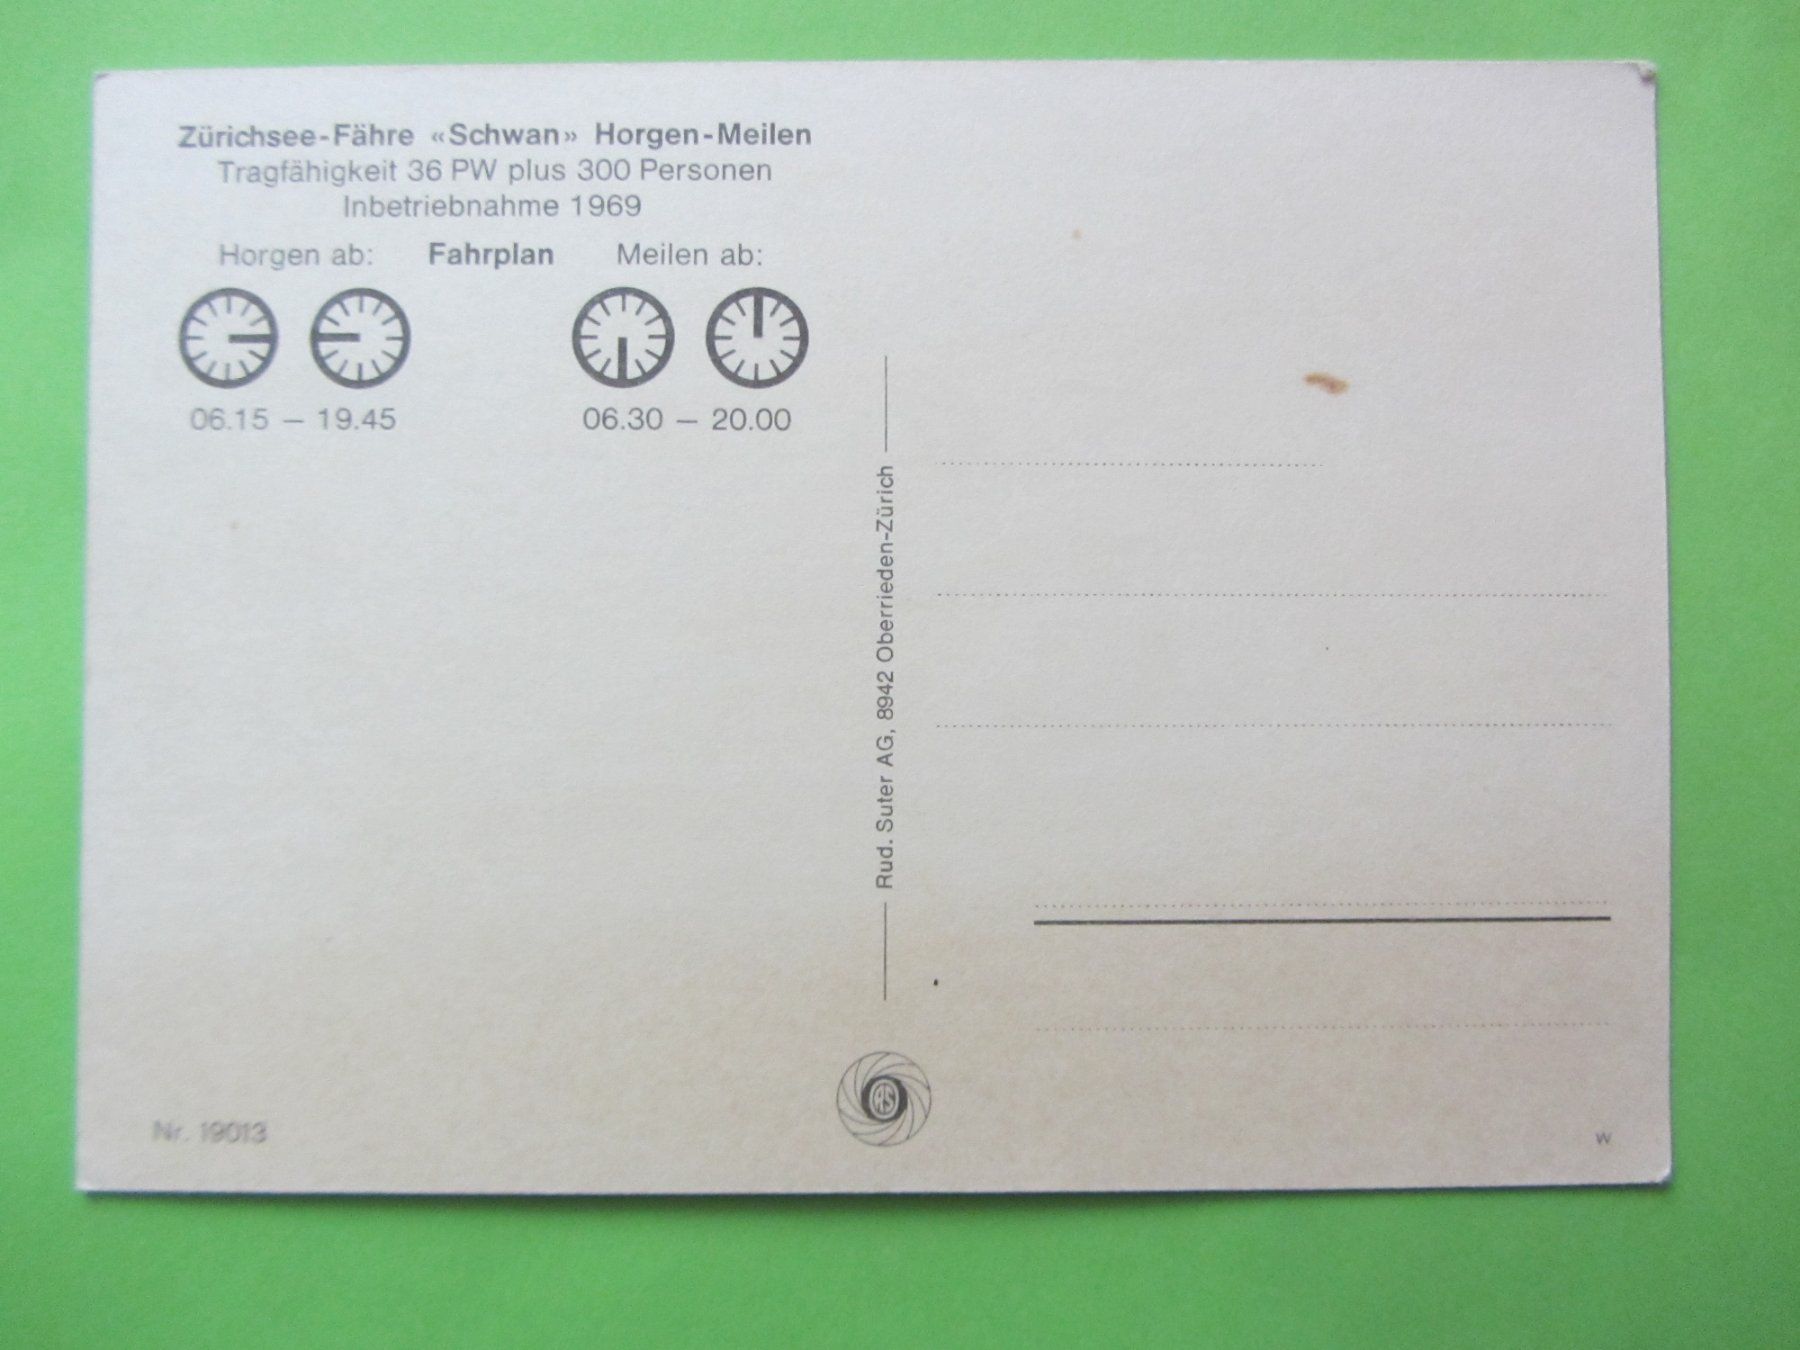 Zürichsee-Fähre «Schwan» Horgen-Meilen
Tragfähigkeit 36 PW plus 300 Personen
Inbetriebnahme 1969
Horgen ab: Fahrplan Meilen ab:
06.15 – 19.45 06.30 – 20.00
Rud. Suter AG, 8942 Oberrieden-Zürich
RS
Nr. 19013
W